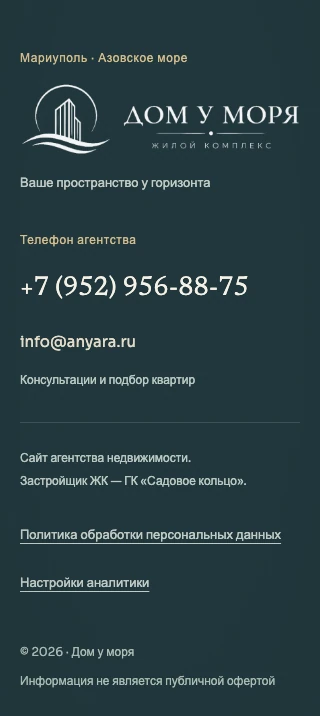 Мариуполь · Азовское море
ДОМ У МОРЯ
ЖИЛОЙ КОМПЛЕКС
Ваше пространство у горизонта
Телефон агентства
+7 (952) 956-88-75
info@anyara.ru
Консультации и подбор квартир
Сайт агентства недвижимости.
Застройщик ЖК — ГК «Садовое кольцо».
Политика обработки персональных данных
Настройки аналитики
© 2026 · Дом у моря
Информация не является публичной офертой